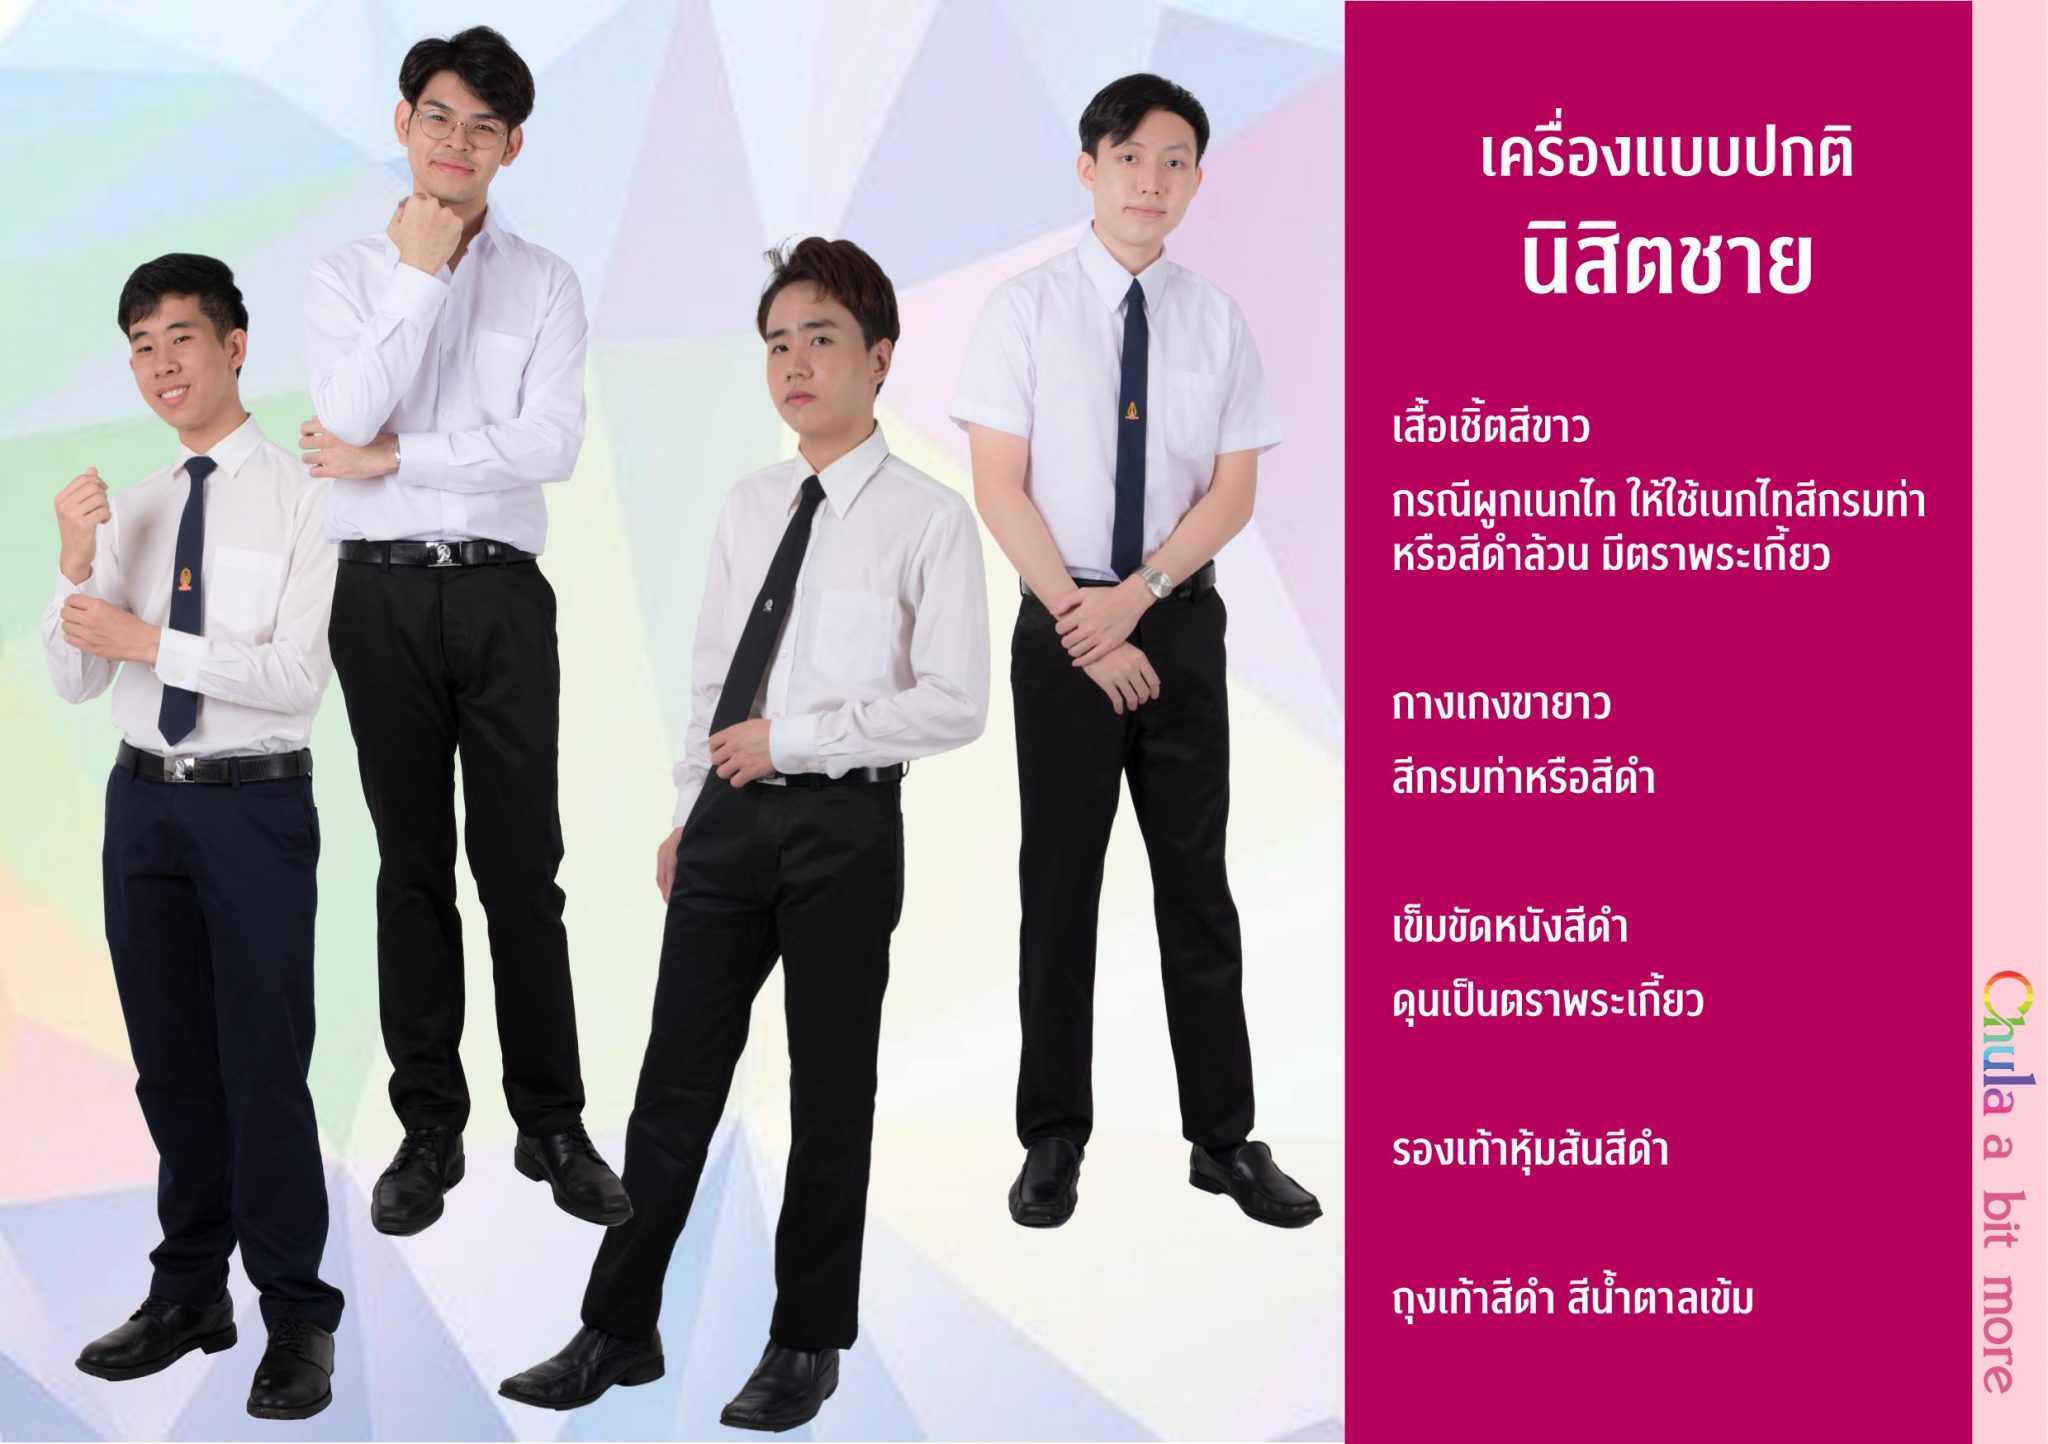 เครื่องแบบปกติ
นิสิตชาย
เสื้อเชิ้ตสีขาว
กรณีผูกเนกไท ให้ใช้เนกไทสีกรมท่า
หรือสีดำล้วน มีตราพระเกี้ยว
กางเกงขายาว
สีกรมท่าหรือสีดำ
เข็มขัดหนังสีดำ
ดุนเป็นตราพระเกี้ยว
รองเท้าหุ้มส้นสีดำ
ถุงเท้าสีดำ สีน้ำตาลเข้ม
Chula a bit more